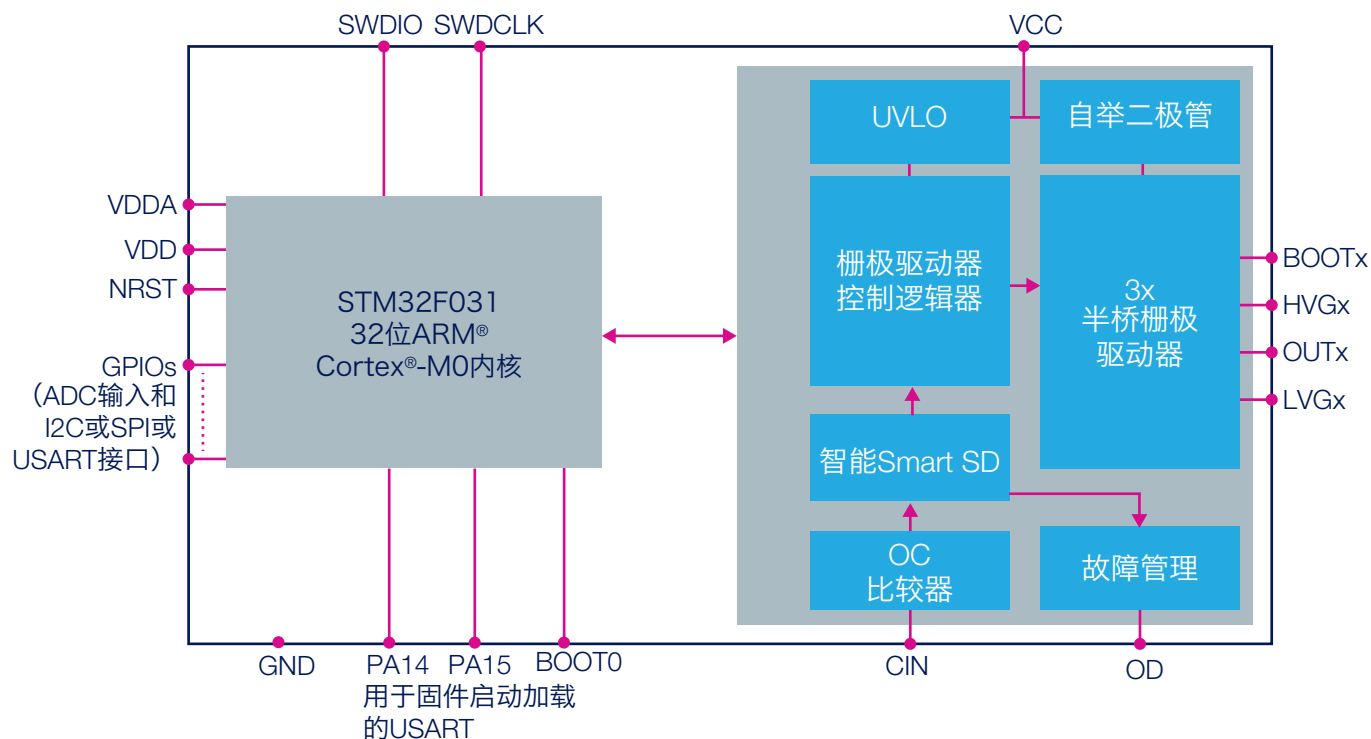 SWDIO
SWDCLK
VCC
UVLO
自举二极管
VDDA
VDD
NRST
GPIOs
(ADC输入和
I2C或SPI或
USART接口)
STM32F031
32位ARM®
Cortex®-M0内核
栅极驱动器
控制逻辑器
3x
半桥栅极
驱动器
BOOTx
HVGx
OUTx
LVGx
智能Smart SD
OC
比较器
故障管理
GND
PA14
PA15
BOOT0
用于固件启动加载
的USART
CIN
OD